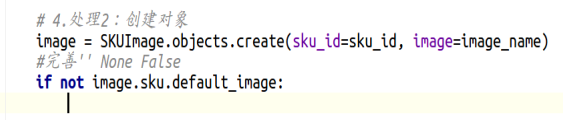 # 4.处理2：创建对象
image = SKUImage.objects.create(sku_id=sku_id, image=image_name)
#完善'' None False
if not image.sku.default_image: